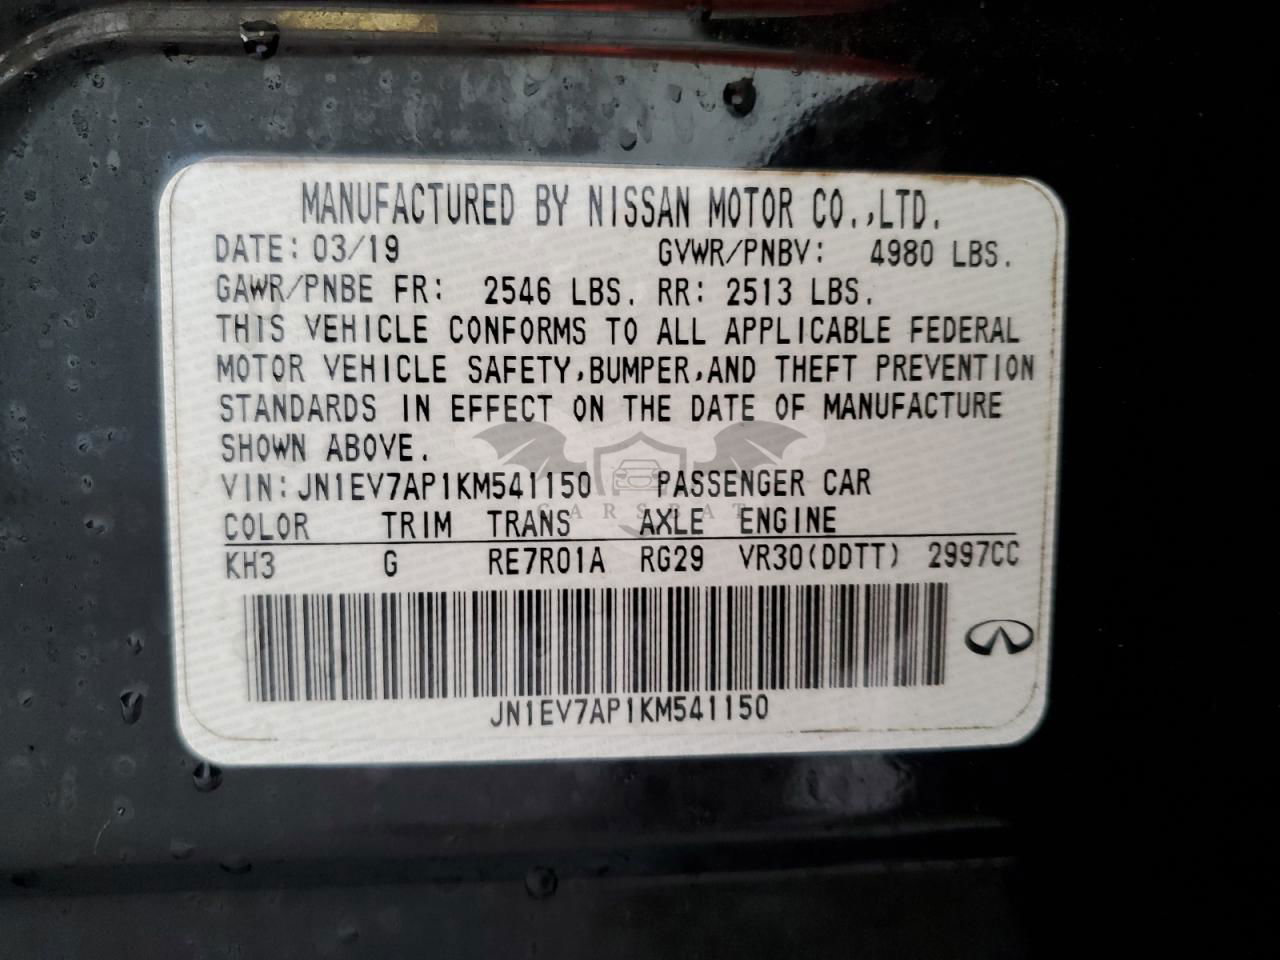 MANUFACTURED BY NISSAN MOTOR CO.,LTD.
DATE: 03/19 GVWR/PNBV: 4980 LBS.
GAWR/PNBE FR: 2546 LBS. RR: 2513 LBS.
THIS VEHICLE CONFORMS TO ALL APPLICABLE FEDERAL
MOTOR VEHICLE SAFETY,BUMPER,AND THEFT PREVENTION
STANDARDS IN EFFECT ON THE DATE OF MANUFACTURE
SHOWN ABOVE.
VIN: JN1EV7AP1KM541150 PASSENGER CAR
CARSBAT
COLOR TRIM TRANS AXLE ENGINE
KH3 G RE7R01A RG29 VR30(DDTT) 2997CC
JN1EV7AP1KM541150